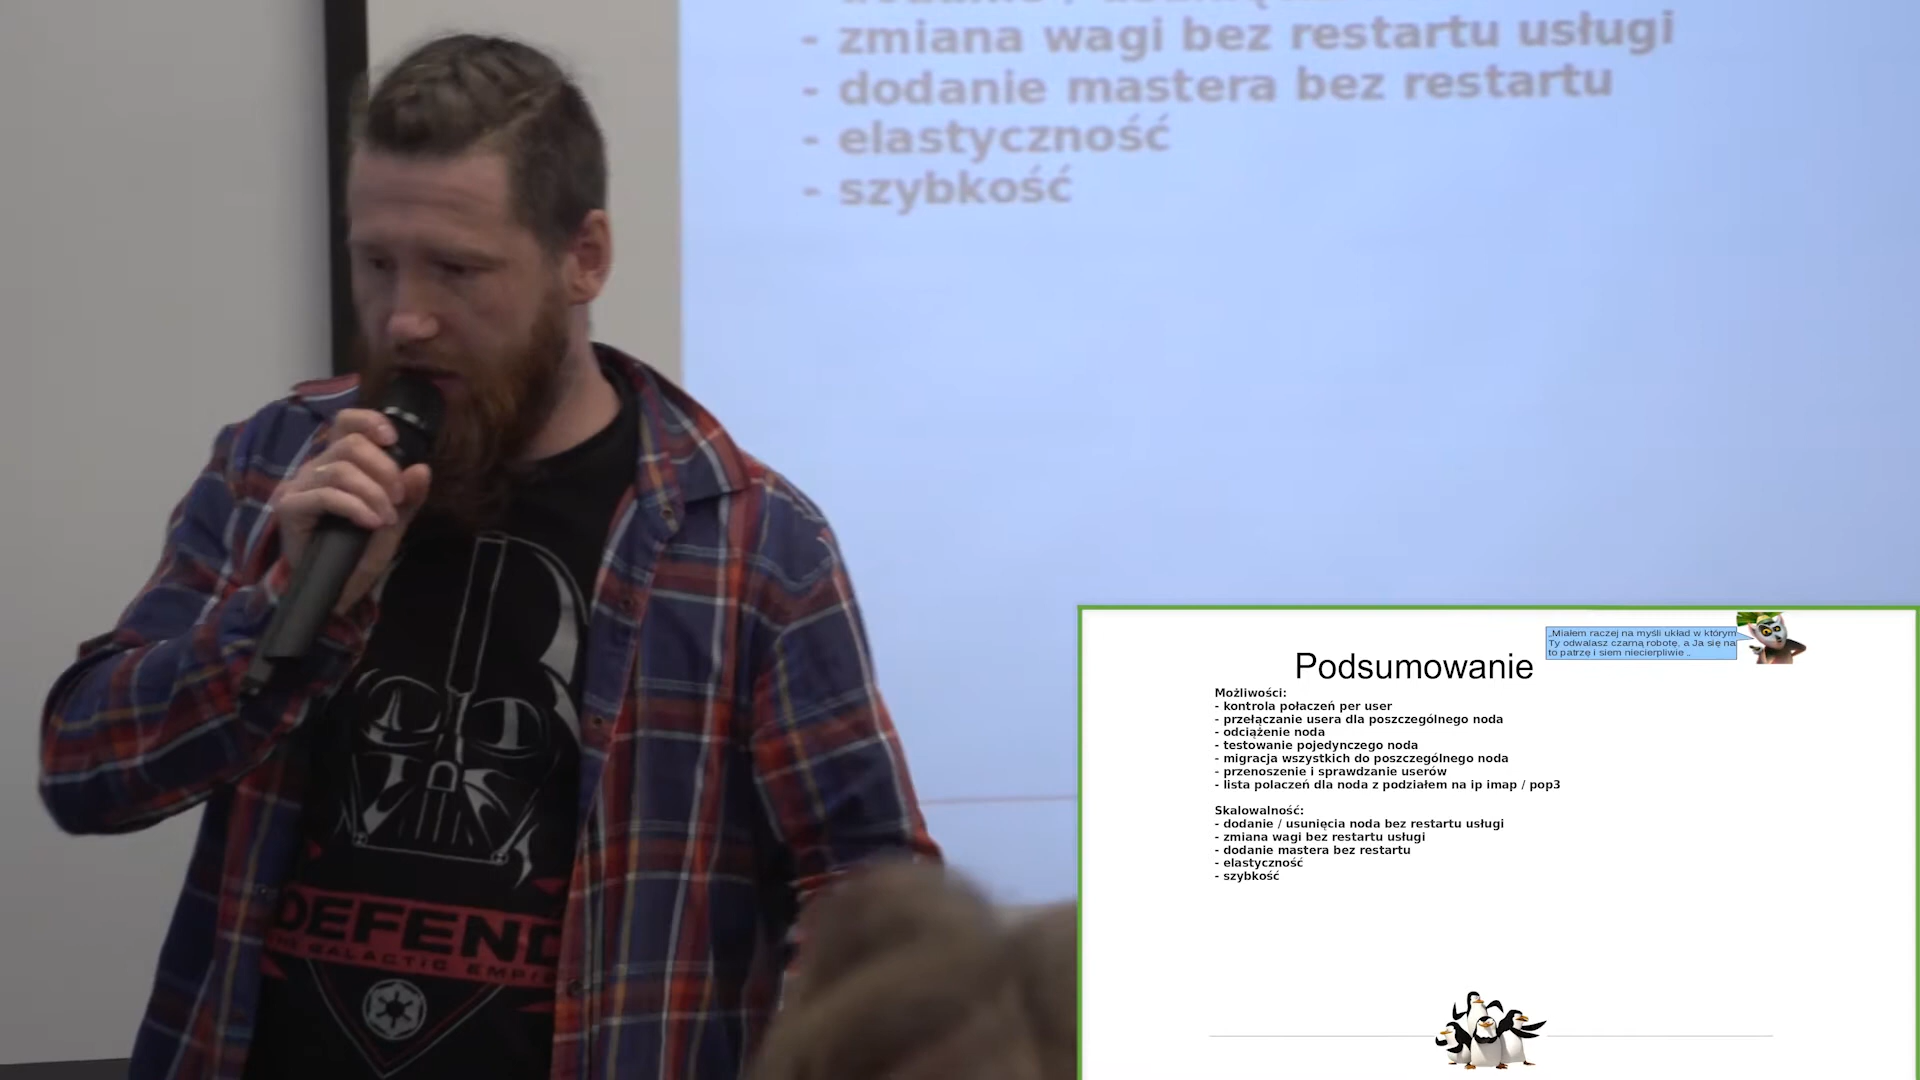 - zmiana wagi bez restartu usługi
- dodanie mastera bez restartu
- elastyczność
- szybkość
DEFEND
THE GALACTIC EMPIRE
„Miałem raczej na myśli układ w którym
Ty odwalasz czarną robotę, a Ja się na
to patrzę i siem niecierpliwie ..
Podsumowanie
Możliwości:
- kontrola połaczeń per user
- przełączanie usera dla poszczególnego noda
- odciążenie noda
- testowanie pojedynczego noda
- migracja wszystkich do poszczególnego noda
- przenoszenie i sprawdzanie userów
- lista polaczeń dla noda z podziałem na ip imap / pop3
Skalowalność:
- dodanie / usunięcia noda bez restartu usługi
- zmiana wagi bez restartu usługi
- dodanie mastera bez restartu
- elastyczność
- szybkość